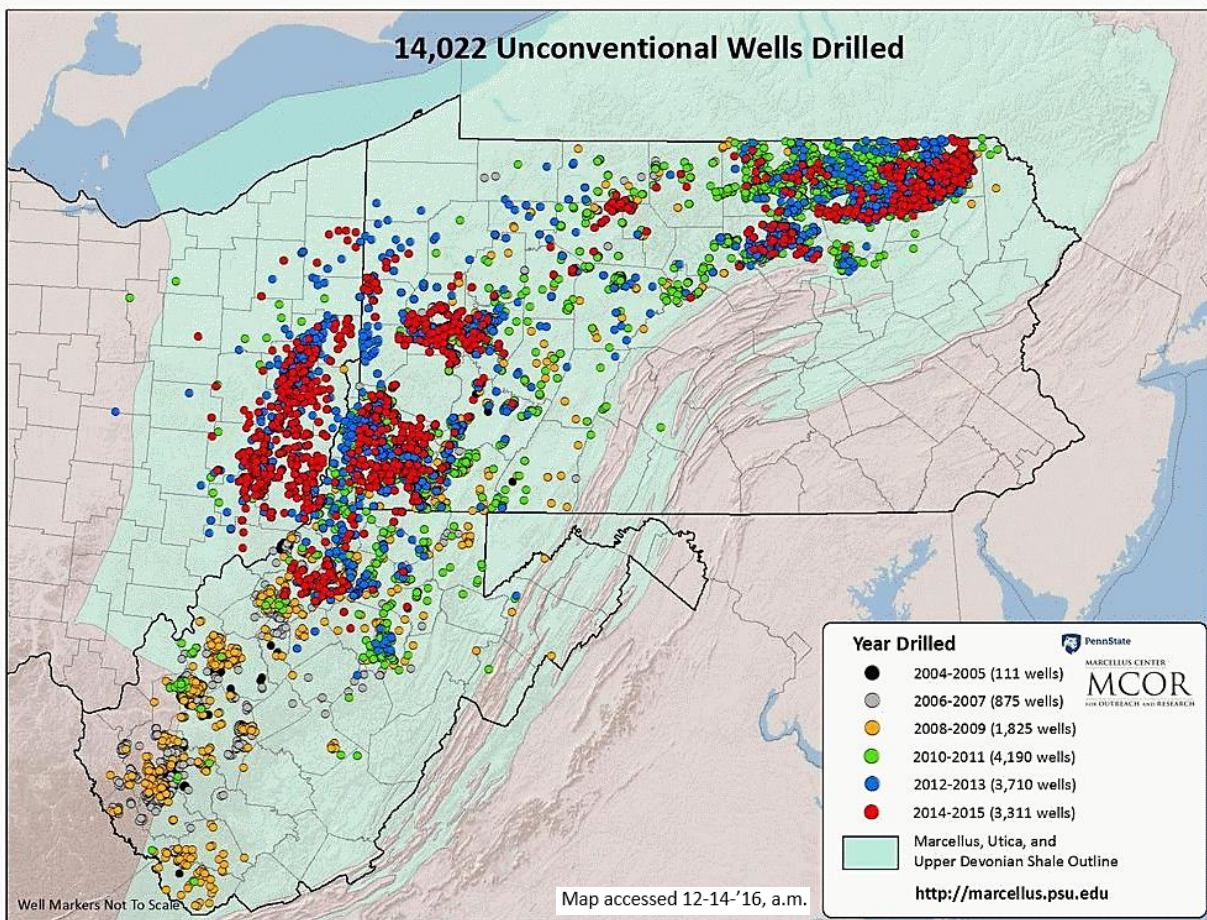 14,022 Unconventional Wells Drilled
Year Drilled
PennState
MARCELLUS CENTER
MCOR
FOR OUTREACH AND RESEARCH
2004-2005 (111 wells)
2006-2007 (875 wells)
2008-2009 (1,825 wells)
2010-2011 (4,190 wells)
2012-2013 (3,710 wells)
2014-2015 (3,311 wells)
Marcellus, Utica, and
Upper Devonian Shale Outline
http://marcellus.psu.edu
Well Markers Not To Scale
Map accessed 12-14-'16, a.m.